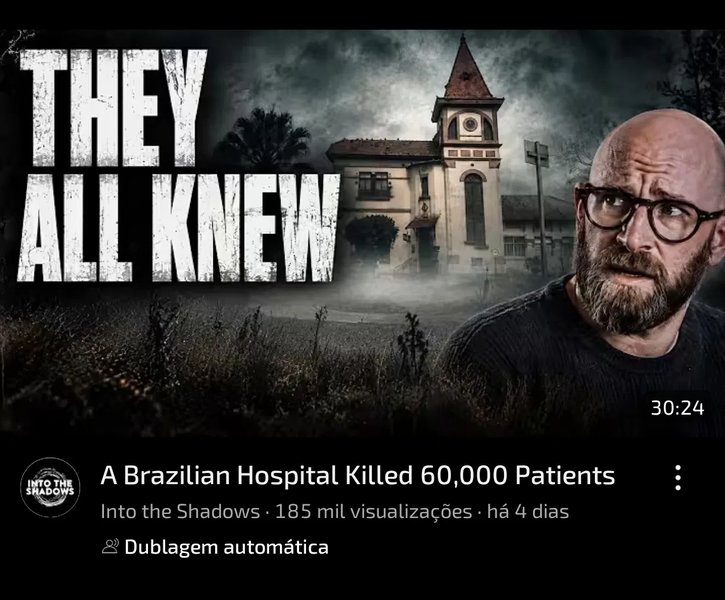 THEY
ALL KNEW
30:24
INTO THE
SHADOWS
A Brazilian Hospital Killed 60,000 Patients
Into the Shadows · 185 mil visualizações · há 4 dias
Dublagem automática